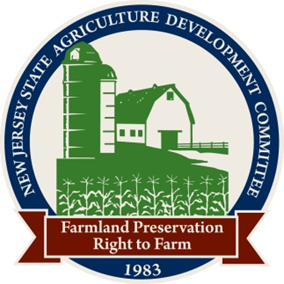 NEW JERSEY STATE AGRICULTURE DEVELOPMENT COMMITTEE
Farmland Preservation
Right to Farm
1983